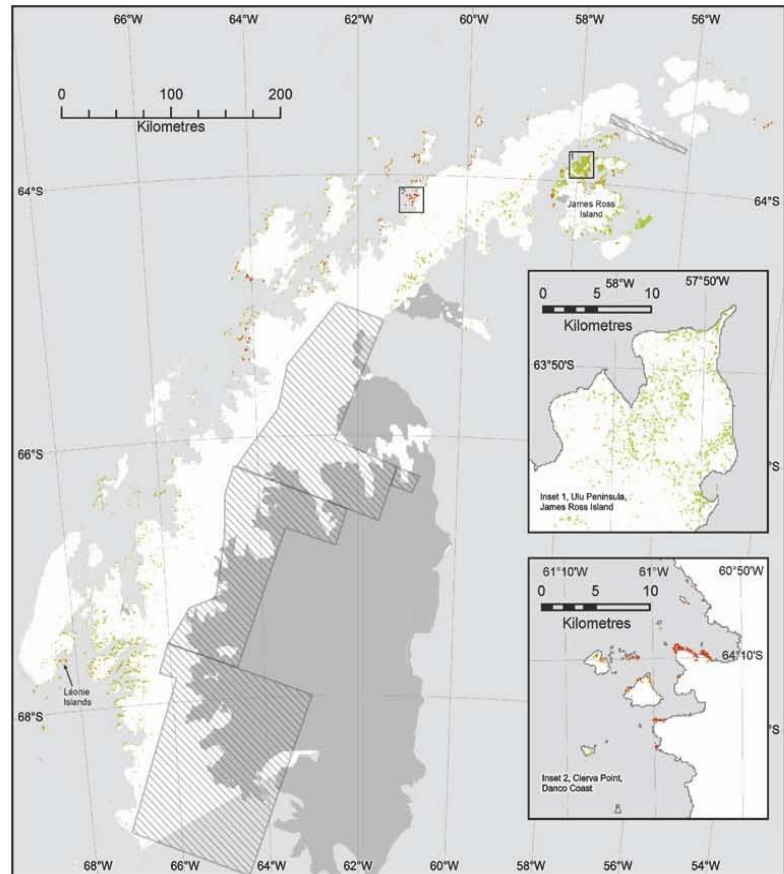 66°W 64°W 62°W 60°W 58°W 56°W
0 100 200
Kilometres
64°S
64°S
1
2
James Ross
Island
58°W 57°50'W
0 5 10
Kilometres
63°50'S
Inset 1, Ulu Peninsula,
James Ross Island
66°S
°S
61°10'W 61°W 60°50'W
0 5 10
Kilometres
64°10'S
Inset 2, Cierva Point,
Danco Coast
Léonie
Islands
68°S
°S
68°W 66°W 64°W 62°W 60°W 58°W 56°W 54°W